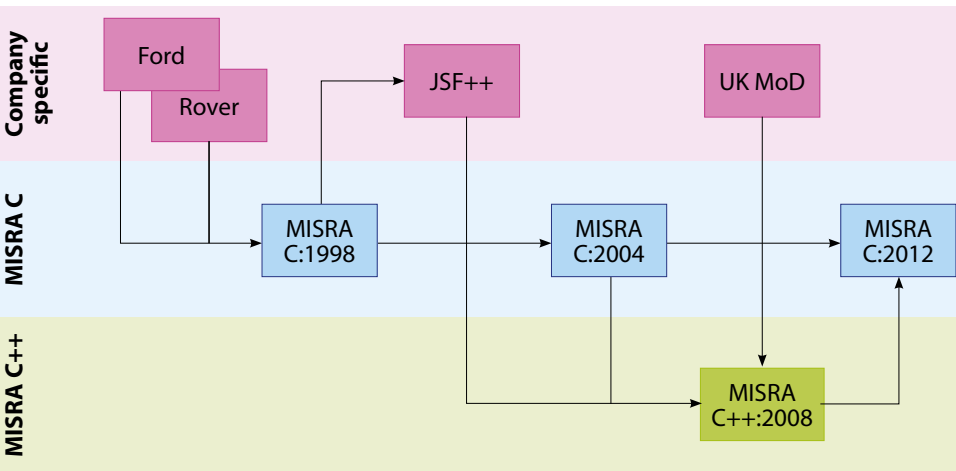 Company
specific
Ford
Rover
JSF++
UK MoD
MISRA C
MISRA
C:1998
MISRA
C:2004
MISRA
C:2012
MISRA C++
MISRA
C++:2008